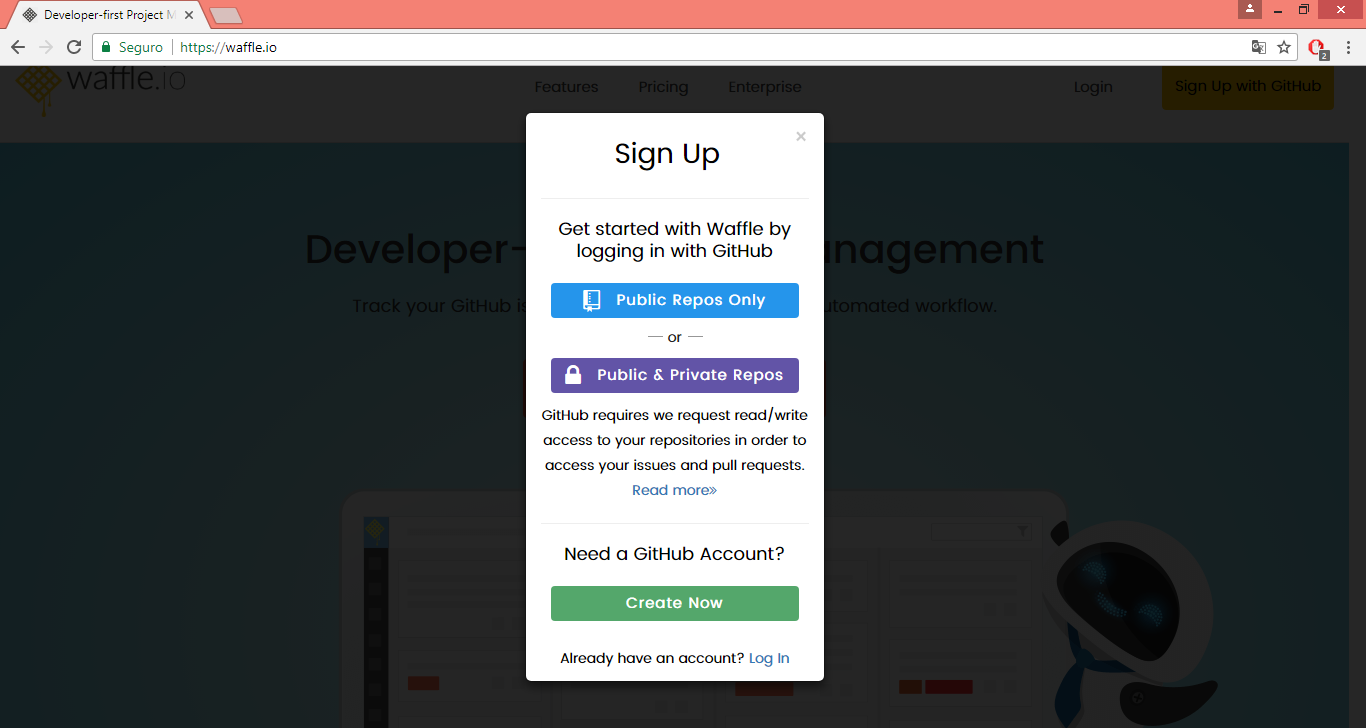 Developer-first Project M
Seguro
https://waffle.io
2
waffle.io
Features
Pricing
Enterprise
Login
Sign Up with GitHub
×
Sign Up
Developer-
nagement
Track your GitHub is
utomated workflow.
Get started with Waffle by
logging in with GitHub
Public Repos Only
or
Public & Private Repos
GitHub requires we request read/write
access to your repositories in order to
access your issues and pull requests.
Read more»
Need a GitHub Account?
Create Now
Already have an account? Log In